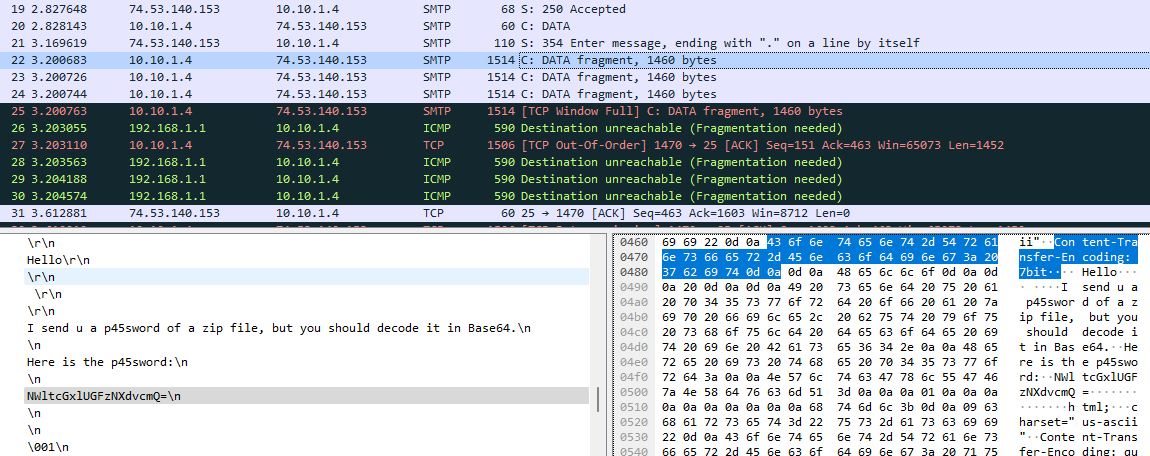 19 2.827648 74.53.140.153 10.10.1.4 SMTP 68 S: 250 Accepted
20 2.828143 10.10.1.4 74.53.140.153 SMTP 60 C: DATA
21 3.169619 74.53.140.153 10.10.1.4 SMTP 110 S: 354 Enter message, ending with "." on a line by itself
22 3.200683 10.10.1.4 74.53.140.153 SMTP 1514 C: DATA fragment, 1460 bytes
23 3.200726 10.10.1.4 74.53.140.153 SMTP 1514 C: DATA fragment, 1460 bytes
24 3.200744 10.10.1.4 74.53.140.153 SMTP 1514 C: DATA fragment, 1460 bytes
25 3.200763 10.10.1.4 74.53.140.153 SMTP 1514 [TCP Window Full] C: DATA fragment, 1460 bytes
26 3.203055 192.168.1.1 10.10.1.4 ICMP 590 Destination unreachable (Fragmentation needed)
27 3.203110 10.10.1.4 74.53.140.153 TCP 1506 [TCP Out-Of-Order] 1470 → 25 [ACK] Seq=151 Ack=463 Win=65073 Len=1452
28 3.203563 192.168.1.1 10.10.1.4 ICMP 590 Destination unreachable (Fragmentation needed)
29 3.204188 192.168.1.1 10.10.1.4 ICMP 590 Destination unreachable (Fragmentation needed)
30 3.204574 192.168.1.1 10.10.1.4 ICMP 590 Destination unreachable (Fragmentation needed)
31 3.612881 74.53.140.153 10.10.1.4 TCP 60 25 → 1470 [ACK] Seq=463 Ack=1603 Win=8712 Len=0
\r\n
Hello\r\n
\r\n
\r\n
\r\n
I send u a p45sword of a zip file, but you should decode it in Base64.\n
\n
Here is the p45sword:\n
\n
NWltcGxlUGFzNXdvcmQ=\n
\n
\n
\001\n
0460 69 69 22 0d 0a 43 6f 6e 74 65 6e 74 2d 54 72 61 ii"··Con tent-Tra
0470 6e 73 66 65 72 2d 45 6e 63 6f 64 69 6e 67 3a 20 nsfer-En coding:
0480 37 62 69 74 0d 0a 0d 0a 48 65 6c 6c 6f 0d 0a 0d 7bit···· Hello···
0490 0a 20 0d 0a 0d 0a 49 20 73 65 6e 64 20 75 20 61 · ····I send u a
04a0 20 70 34 35 73 77 6f 72 64 20 6f 66 20 61 20 7a p45swor d of a z
04b0 69 70 20 66 69 6c 65 2c 20 62 75 74 20 79 6f 75 ip file, but you
04c0 20 73 68 6f 75 6c 64 20 64 65 63 6f 64 65 20 69 should decode i
04d0 74 20 69 6e 20 42 61 73 65 36 34 2e 0a 0a 48 65 t in Bas e64.··He
04e0 72 65 20 69 73 20 74 68 65 20 70 34 35 73 77 6f re is th e p45swo
04f0 72 64 3a 0a 0a 4e 57 6c 74 63 47 78 6c 55 47 46 rd:··NWl tcGxlUGF
0500 7a 4e 58 64 76 63 6d 51 3d 0a 0a 0a 01 0a 0a 0a zNXdvcmQ =·······
0510 0a 0a 0a 0a 0a 0a 0a 68 74 6d 6c 3b 0d 0a 09 63 ·······h tml;···c
0520 68 61 72 73 65 74 3d 22 75 73 2d 61 73 63 69 69 harset=" us-ascii
0530 22 0d 0a 43 6f 6e 74 65 6e 74 2d 54 72 61 6e 73 "··Conte nt-Trans
0540 66 65 72 2d 45 6e 63 6f 64 69 6e 67 3a 20 71 75 fer-Enco ding: qu